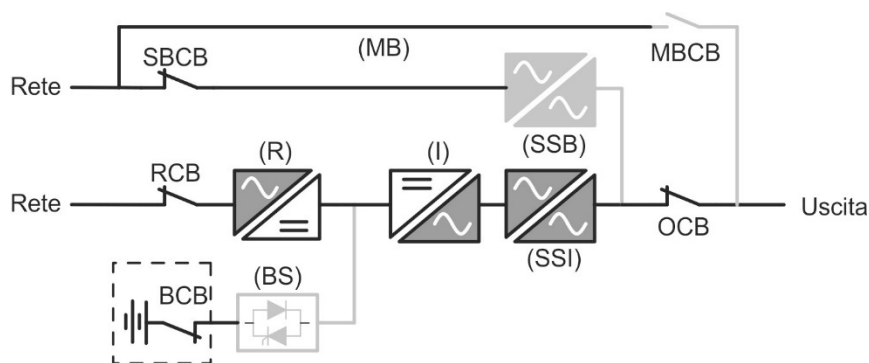 (MB)
MBCB
SBCB
Rete
(SSB)
RCB
(R)
(I)
Rete
Uscita
OCB
(SSI)
BCB
(BS)